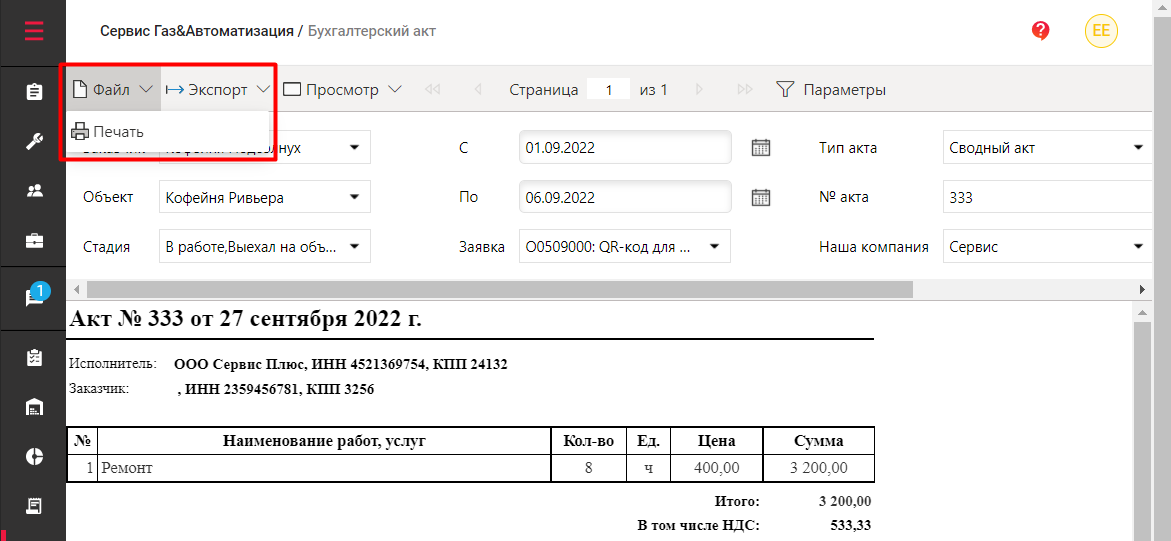 Сервис Газ&Автоматизация / Бухгалтерский акт
EE
Файл Экспорт Просмотр Страница 1 из 1 Параметры
Печать
С 01.09.2022 Тип акта Сводный акт
Объект Кофейня Ривьера По 06.09.2022 № акта 333
Стадия В работе,Выехал на объ... Заявка O0509000: QR-код для ... Наша компания Сервис
1
Акт № 333 от 27 сентября 2022 г.
Исполнитель: ООО Сервис Плюс, ИНН 4521369754, КПП 24132
Заказчик: , ИНН 2359456781, КПП 3256
№ Наименование работ, услуг Кол-во Ед. Цена Сумма
1 Ремонт 8 ч 400,00 3 200,00
Итого: 3 200,00
В том числе НДС: 533,33